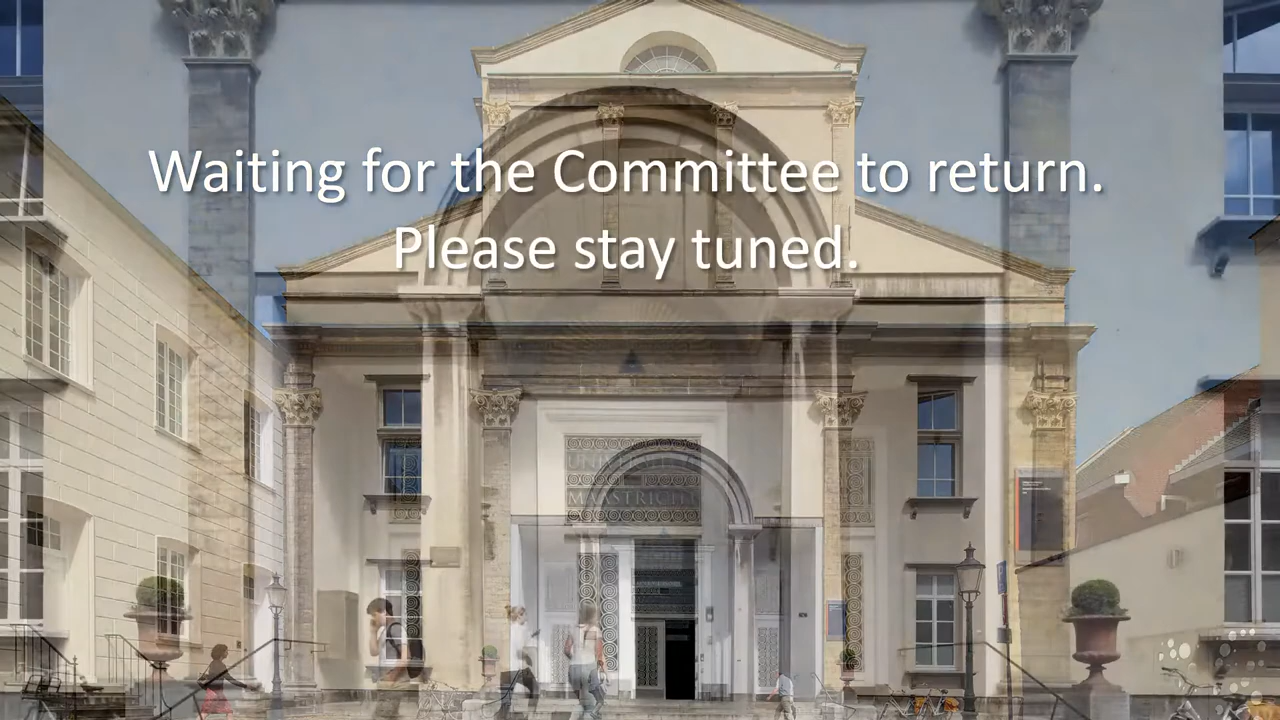 Waiting for the Committee to return.
Please stay tuned.
MAASTRICHT